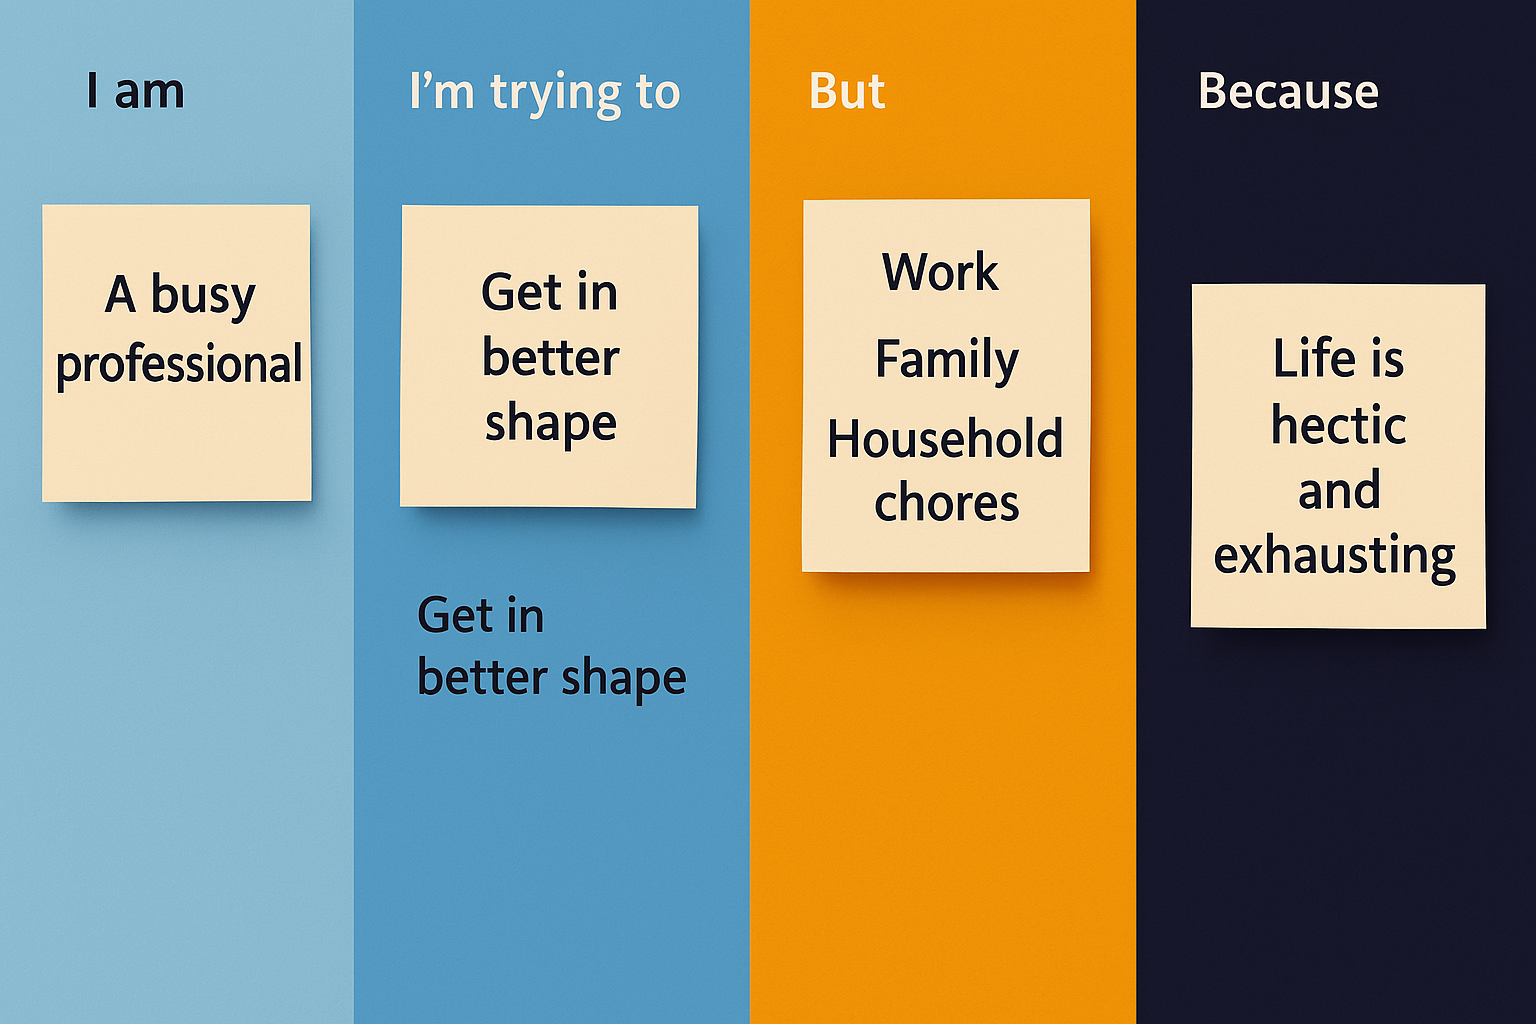 I am
A busy
professional
I'm trying to
Get in
better
shape
Get in
better shape
But
Work
Family
Household
chores
Because
Life is
hectic
and
exhausting